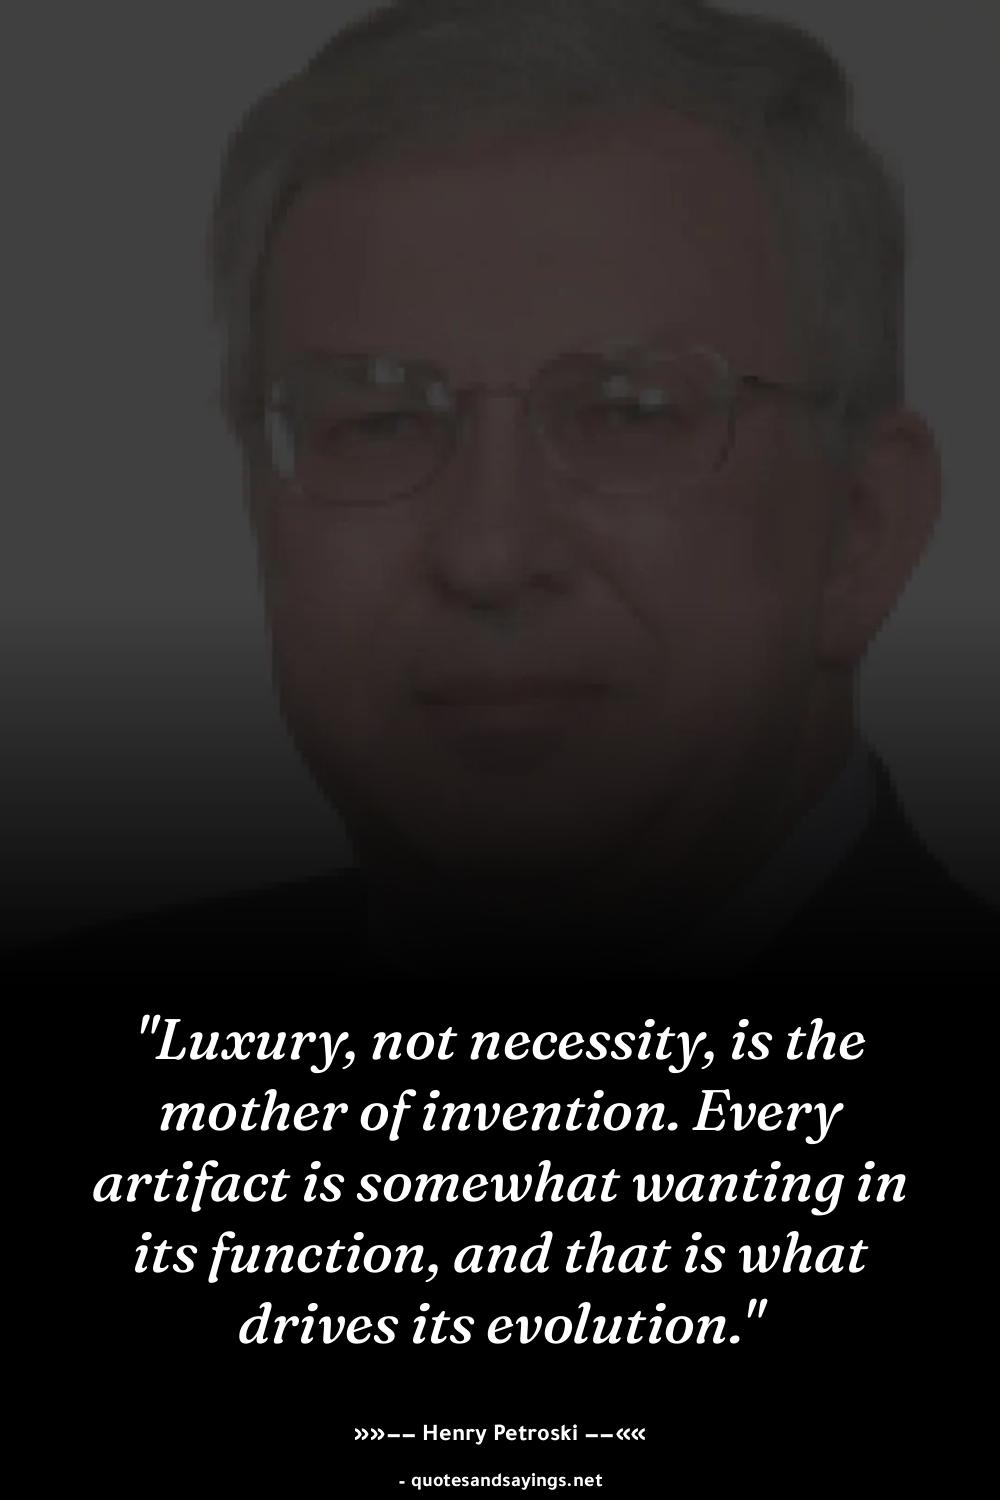 "Luxury, not necessity, is the
mother of invention. Every
artifact is somewhat wanting in
its function, and that is what
drives its evolution."
»»–– Henry Petroski ––««
- quotesandsayings.net